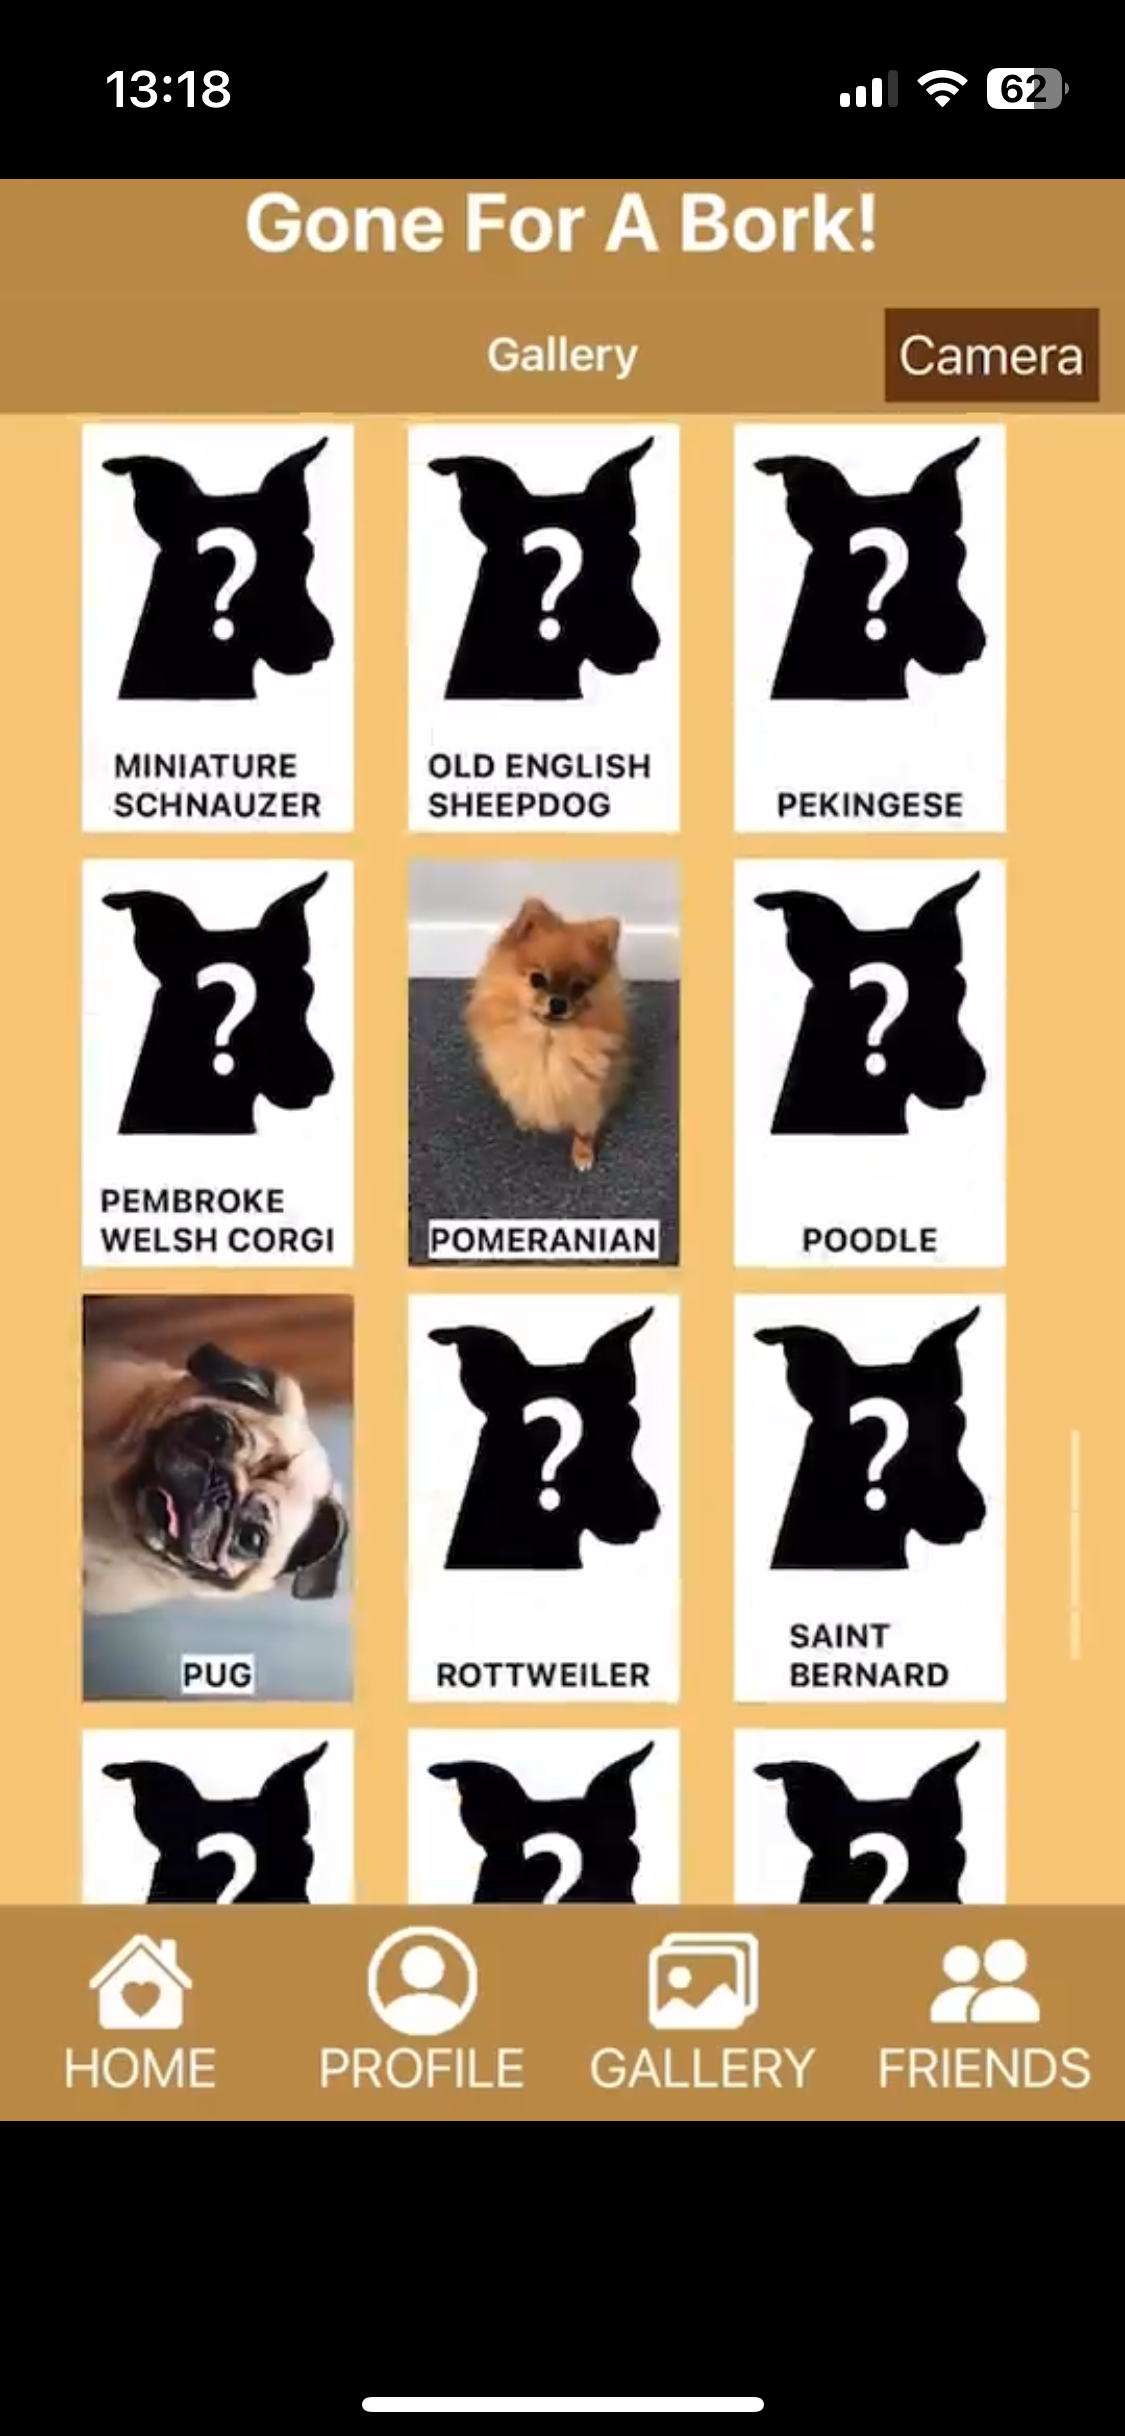 13:18
62
Gone For A Bork!
Gallery
Camera
?
?
?
MINIATURE
SCHNAUZER
OLD ENGLISH
SHEEPDOG
PEKINGESE
?
?
PEMBROKE
WELSH CORGI
POMERANIAN
POODLE
?
?
PUG
ROTTWEILER
SAINT
BERNARD
?
?
?
HOME
PROFILE
GALLERY
FRIENDS